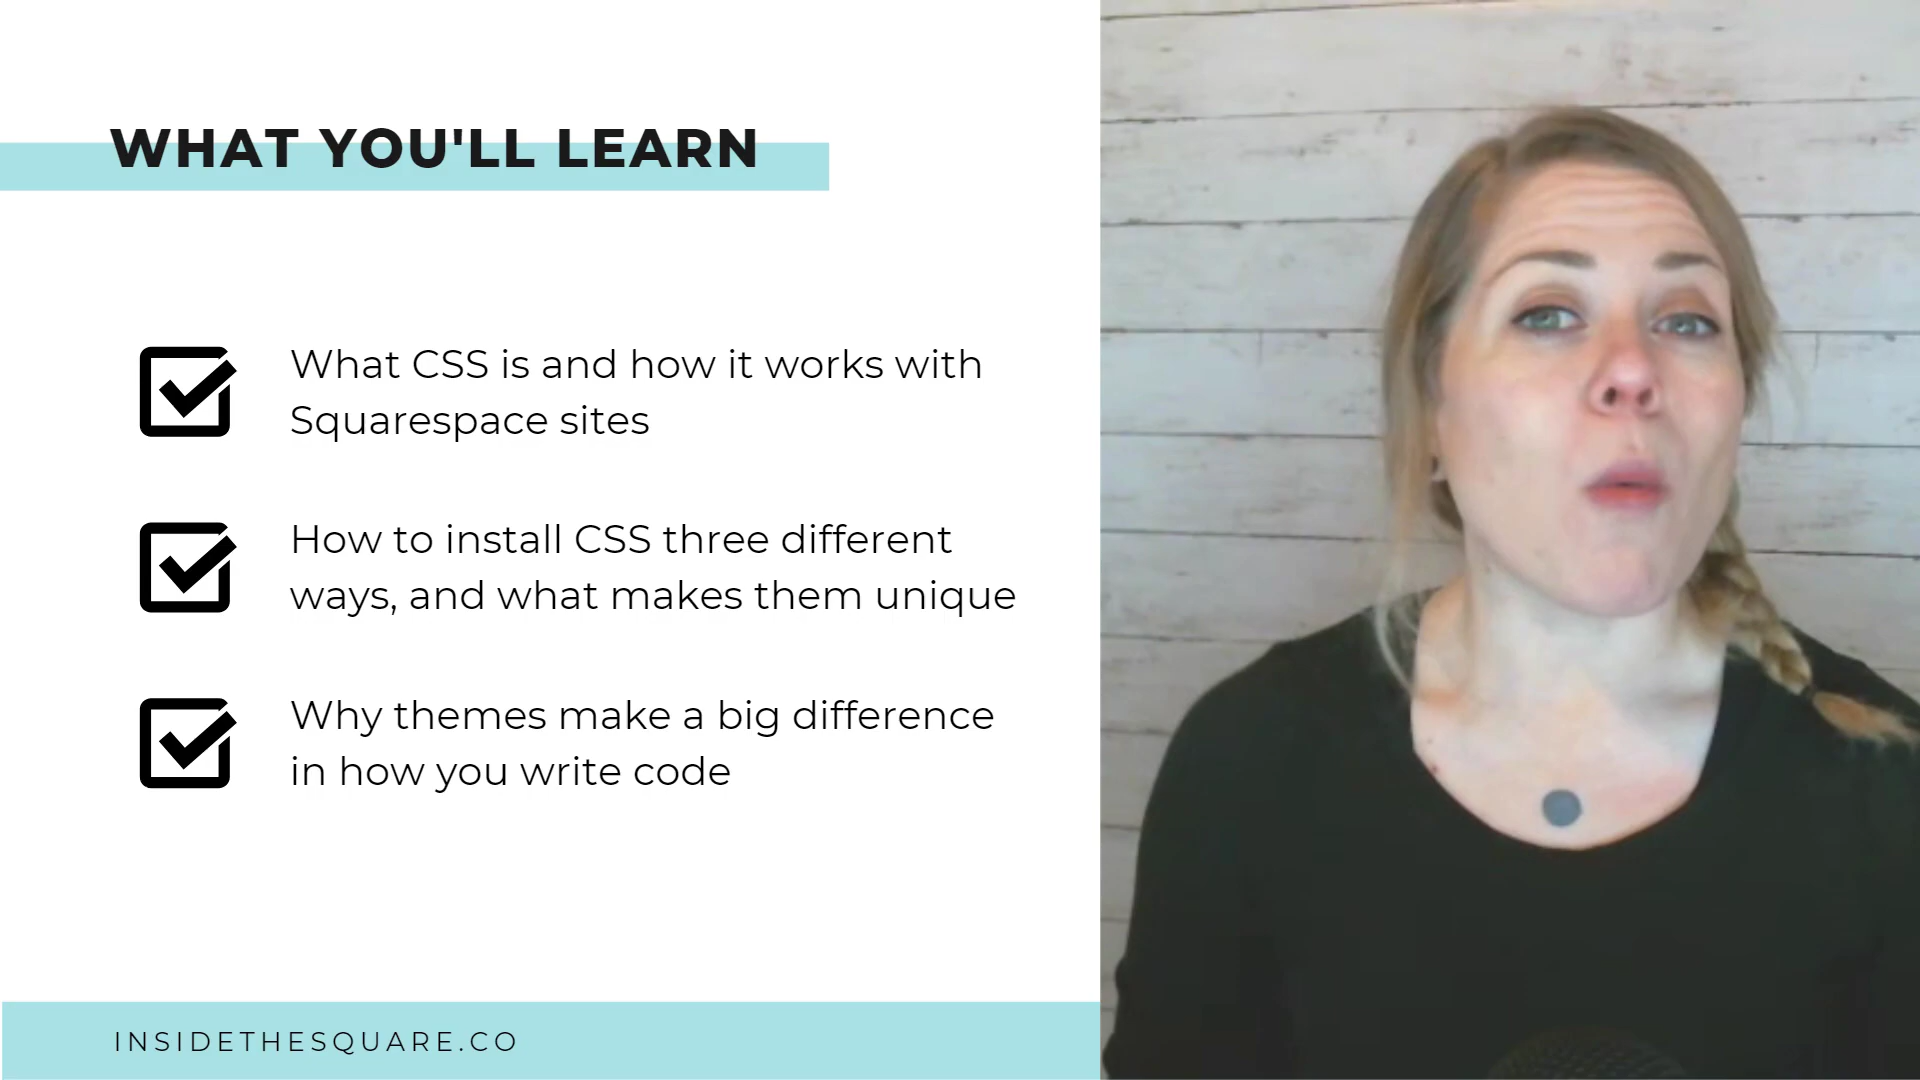 WHAT YOU'LL LEARN
What CSS is and how it works with
Squarespace sites
How to install CSS three different
ways, and what makes them unique
Why themes make a big difference
in how you write code
INSIDETHESQUARE.CO